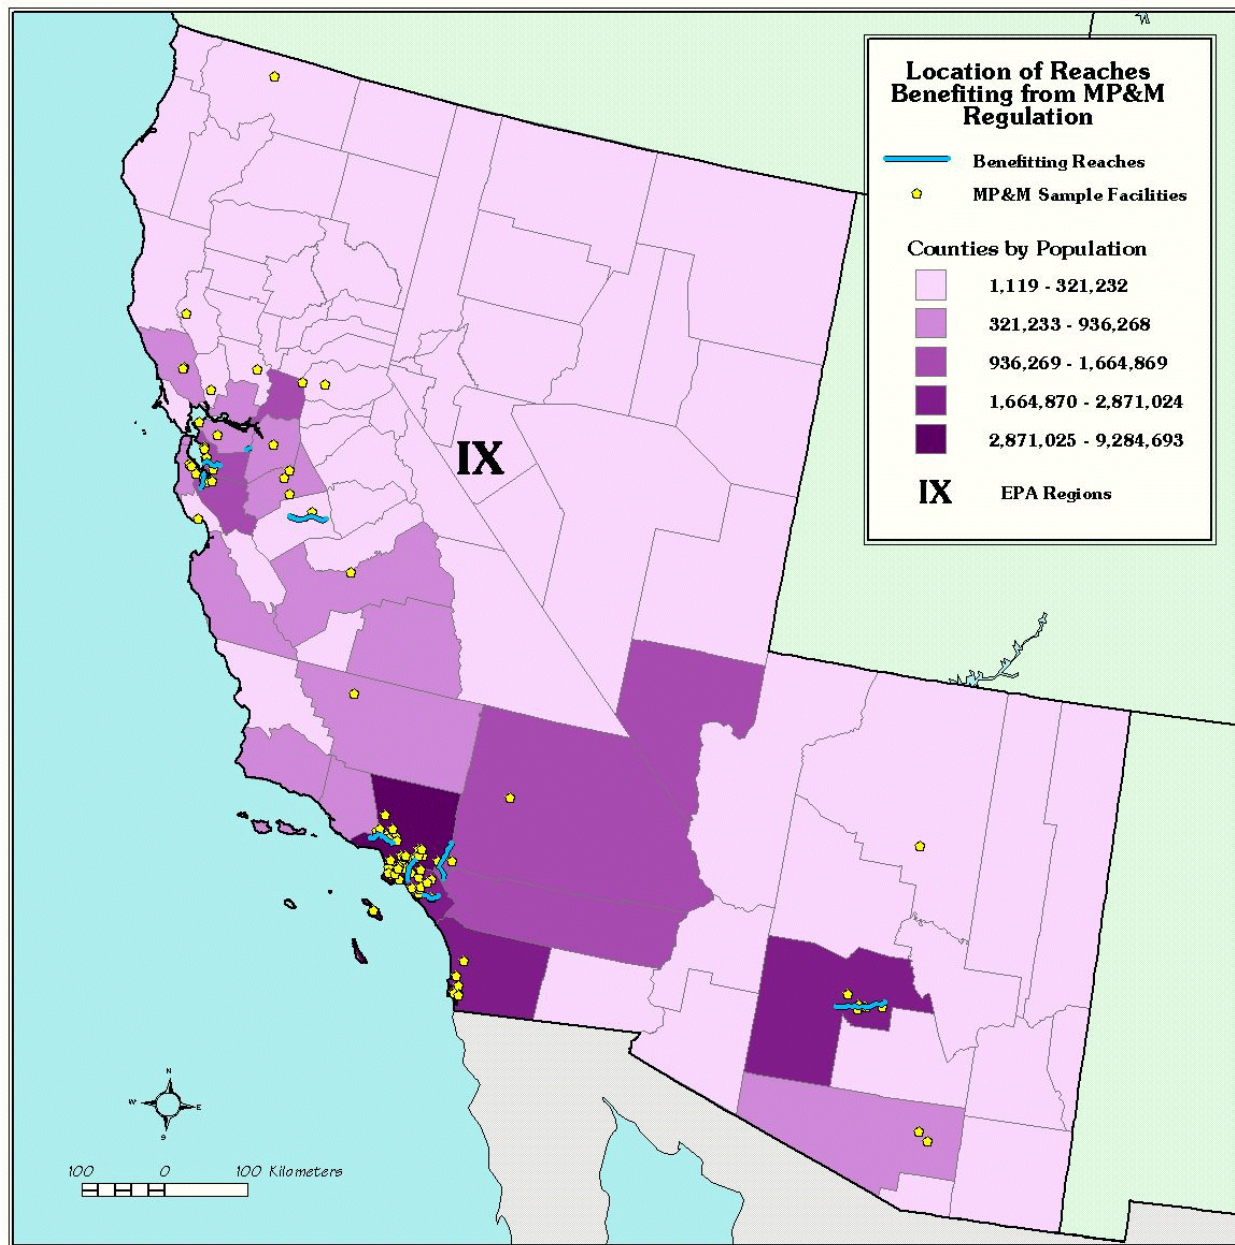 Location of Reaches
Benefiting from MP&M
Regulation
Benefitting Reaches
MP&M Sample Facilities
Counties by Population
1,119 - 321,232
321,233 - 936,268
936,269 - 1,664,869
1,664,870 - 2,871,024
2,871,025 - 9,284,693
IX EPA Regions
IX
N
W E
S
100 0 100 Kilometers